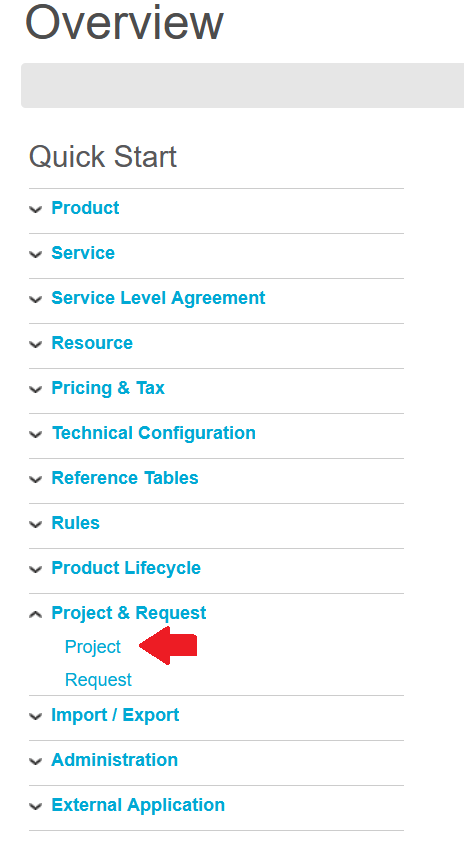 Overview
Quick Start
Product
Service
Service Level Agreement
Resource
Pricing & Tax
Technical Configuration
Reference Tables
Rules
Product Lifecycle
Project & Request
Project
Request
Import / Export
Administration
External Application